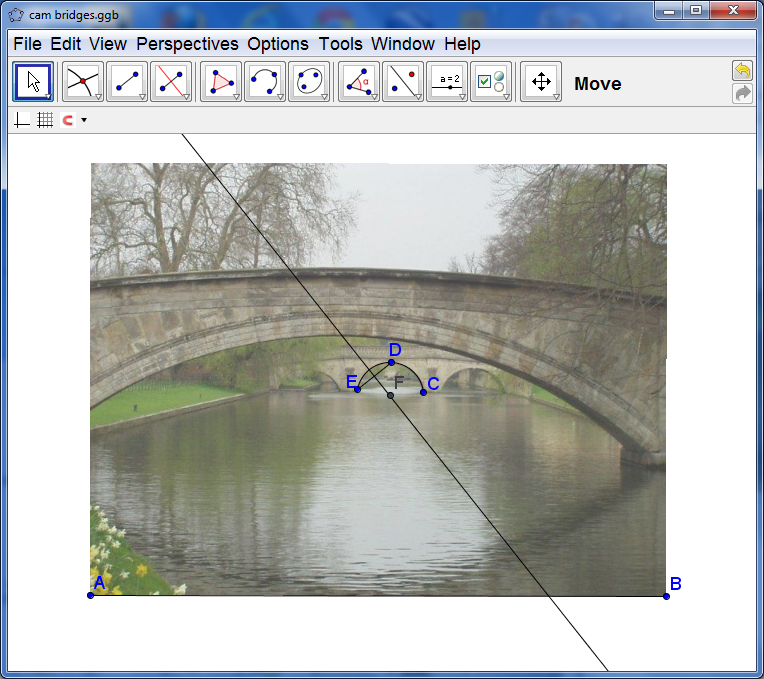 cam bridges.ggb
File Edit View Perspectives Options Tools Window Help
a = 2
Move
D
E
F
C
A
B